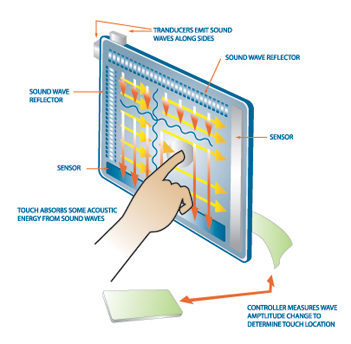 TRANDUCERS EMIT SOUND
WAVES ALONG SIDES
SOUND WAVE REFLECTOR
SOUND WAVE
REFLECTOR
SENSOR
SENSOR
TOUCH ABSORBS SOME ACOUSTIC
ENERGY FROM SOUND WAVES
CONTROLLER MEASURES WAVE
AMPLITUDE CHANGE TO
DETERMINE TOUCH LOCATION